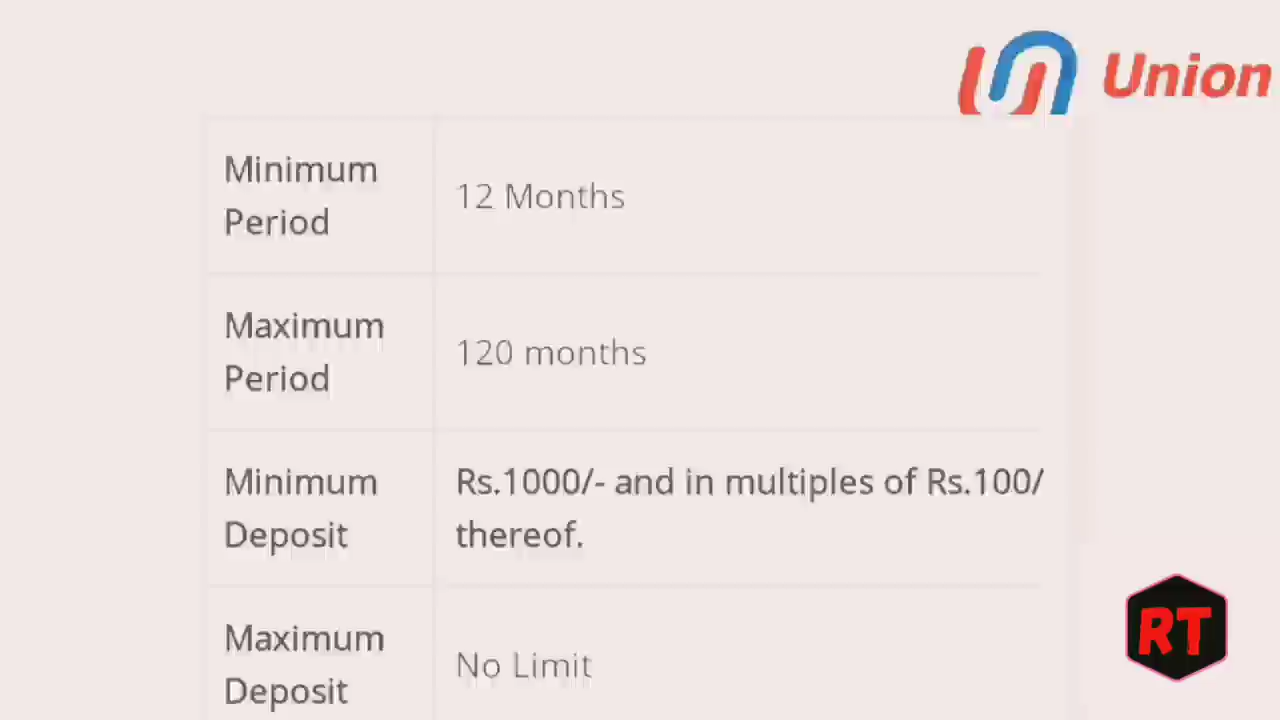 Union
Minimum
Period
12 Months
Maximum
Period
120 months
Minimum
Deposit
Rs.1000/- and in multiples of Rs.100/
thereof.
Maximum
Deposit
No Limit
RT